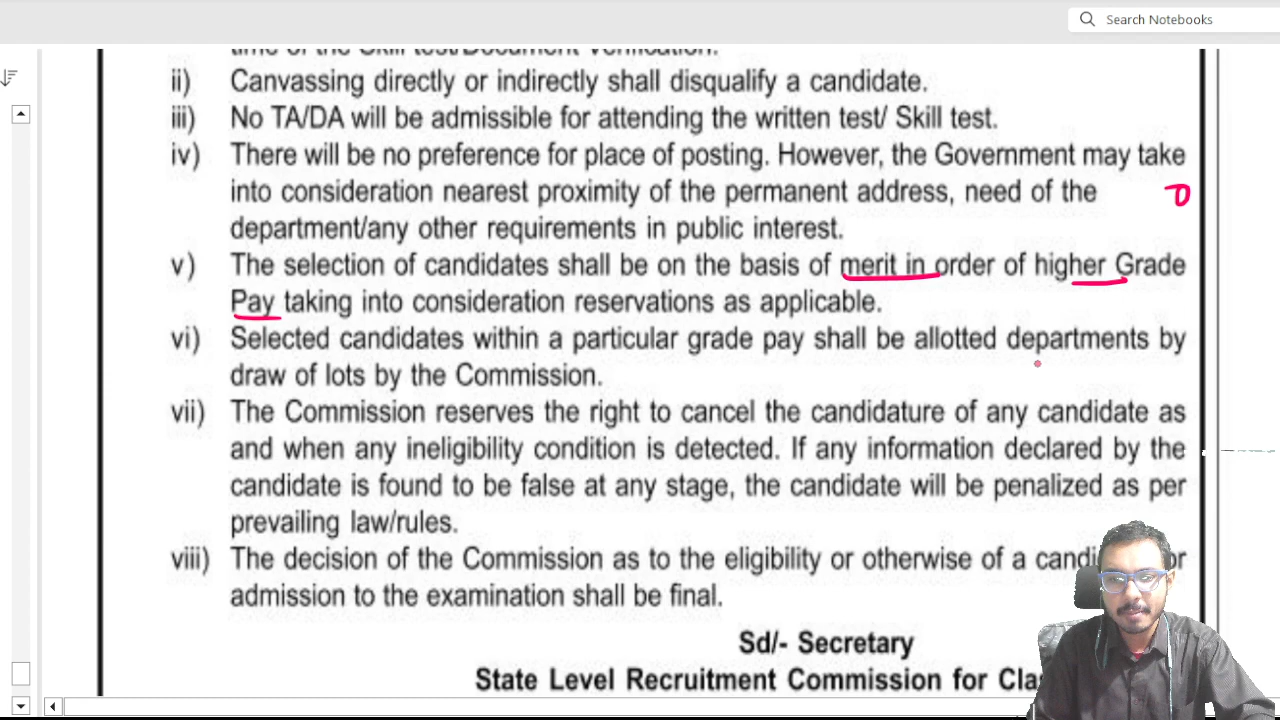 Search Notebooks
time of the Skill test/Document Verification.
ii) Canvassing directly or indirectly shall disqualify a candidate.
iii) No TA/DA will be admissible for attending the written test/ Skill test.
iv) There will be no preference for place of posting. However, the Government may take
into consideration nearest proximity of the permanent address, need of the
department/any other requirements in public interest.
v) The selection of candidates shall be on the basis of merit in order of higher Grade
Pay taking into consideration reservations as applicable.
vi) Selected candidates within a particular grade pay shall be allotted departments by
draw of lots by the Commission.
vii) The Commission reserves the right to cancel the candidature of any candidate as
and when any ineligibility condition is detected. If any information declared by the
candidate is found to be false at any stage, the candidate will be penalized as per
prevailing law/rules.
viii) The decision of the Commission as to the eligibility or otherwise of a candi or
admission to the examination shall be final.
Sd/- Secretary
State Level Recruitment Commission for Cla